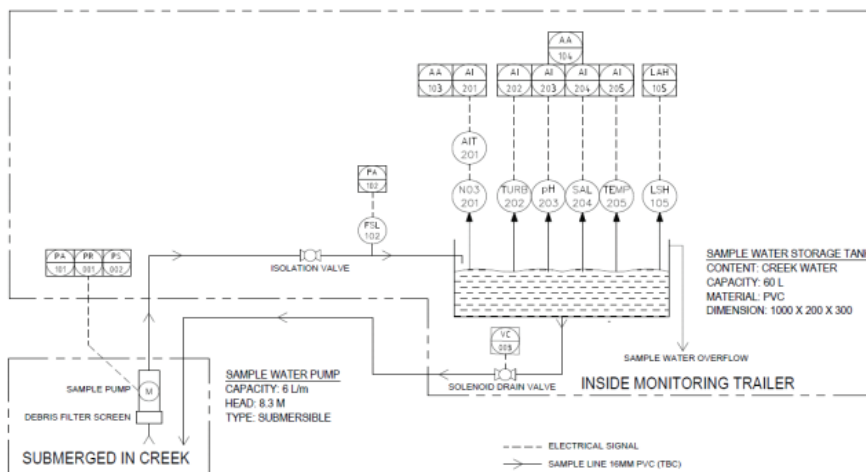 AA
104
AA
103
AI
201
AI
202
AI
203
AI
204
AI
205
LAH
105
AIT
201
NO3
201
TURB
202
pH
203
SAL
204
TEMP
205
LSH
105
FA
102
FSL
102
ISOLATION VALVE
PA
101
PR
001
PS
002
SAMPLE WATER STORAGE TANK
CONTENT: CREEK WATER
CAPACITY: 60 L
MATERIAL: PVC
DIMENSION: 1000 X 200 X 300
VC
SAMPLE WATER OVERFLOW
SOLENOID DRAIN VALVE
INSIDE MONITORING TRAILER
SAMPLE WATER PUMP
CAPACITY: 6 L/m
HEAD: 8.3 M
TYPE: SUBMERSIBLE
SAMPLE PUMP
M
DEBRIS FILTER SCREEN
SUBMERGED IN CREEK
ELECTRICAL SIGNAL
SAMPLE LINE 16MM PVC (TBC)